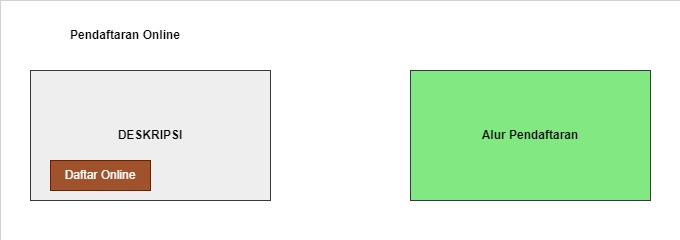 Pendaftaran Online
DESKRIPSI
Daftar Online
Alur Pendaftaran